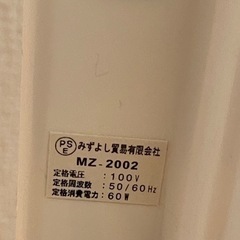 PSE みずよし貿易有限会社
MZ-2002
定格電圧：100V
定格周波数：50/60Hz
定格消費電力：60W